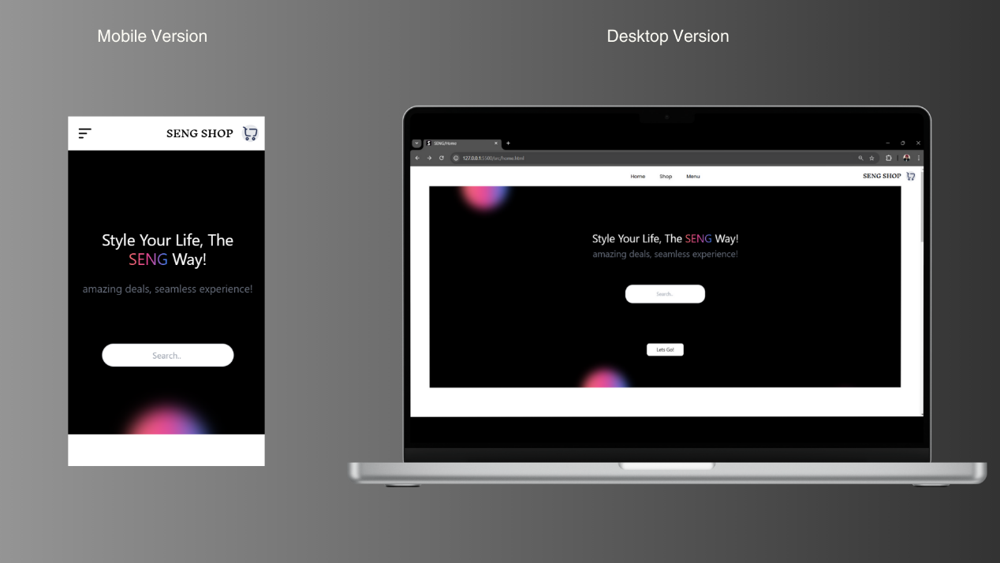 Mobile Version
Desktop Version
SENG SHOP
Style Your Life, The
SENG Way!
amazing deals, seamless experience!
Search..
SENG/Home
127.0.0.1:5500/src/home.html
Home Shop Menu
SENG SHOP
Style Your Life, The SENG Way!
amazing deals, seamless experience!
Search..
Lets Go!